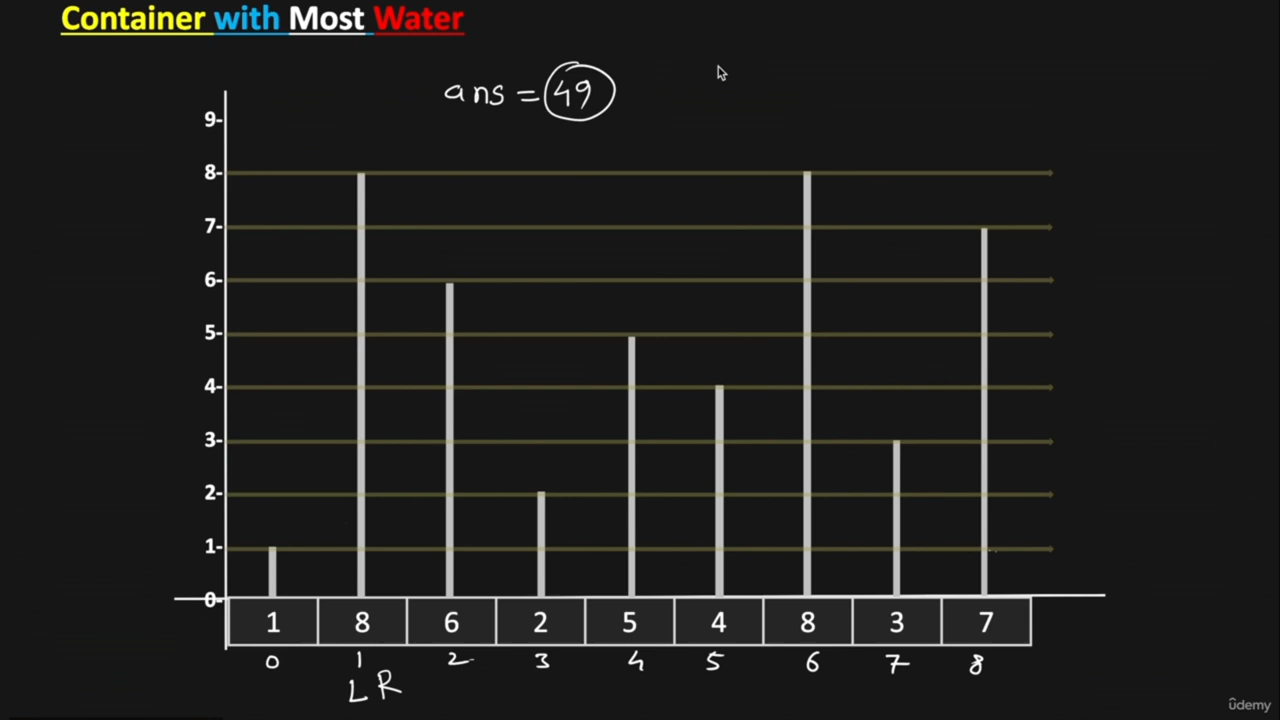 Container with Most Water
ans = 49
9-
8-
7-
6-
5-
4-
3-
2-
1-
0-
1 8 6 2 5 4 8 3 7
0 1 2 3 4 5 6 7 8
L R
ûdemy